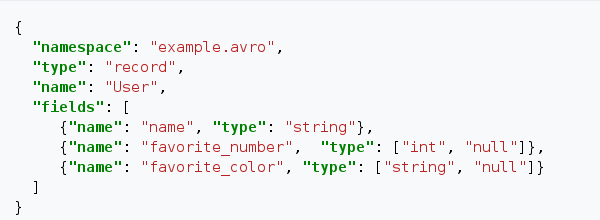 {
  "namespace": "example.avro",
  "type": "record",
  "name": "User",
  "fields": [
     {"name": "name", "type": "string"},
     {"name": "favorite_number",  "type": ["int", "null"]},
     {"name": "favorite_color", "type": ["string", "null"]}
  ]
}